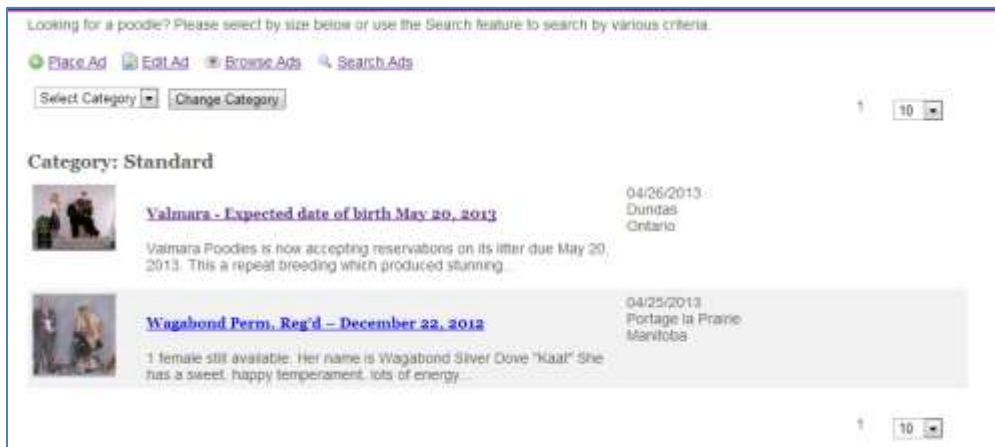 Looking for a poodle? Please select by size below or use the Search feature to search by various criteria.
Place Ad Edit Ad Browse Ads Search Ads
Select Category Change Category
1 10
Category: Standard
Valmara - Expected date of birth May 20, 2013
04/26/2013
Dundas
Ontario
Valmara Poodles is now accepting reservations on its litter due May 20,
2013. This a repeat breeding which produced stunning...
Wagabond Perm. Reg'd – December 22, 2012
04/25/2013
Portage la Prairie
Manitoba
1 female still available. Her name is Wagabond Silver Dove "Kaat" She
has a sweet, happy temperament, lots of energy...
1 10